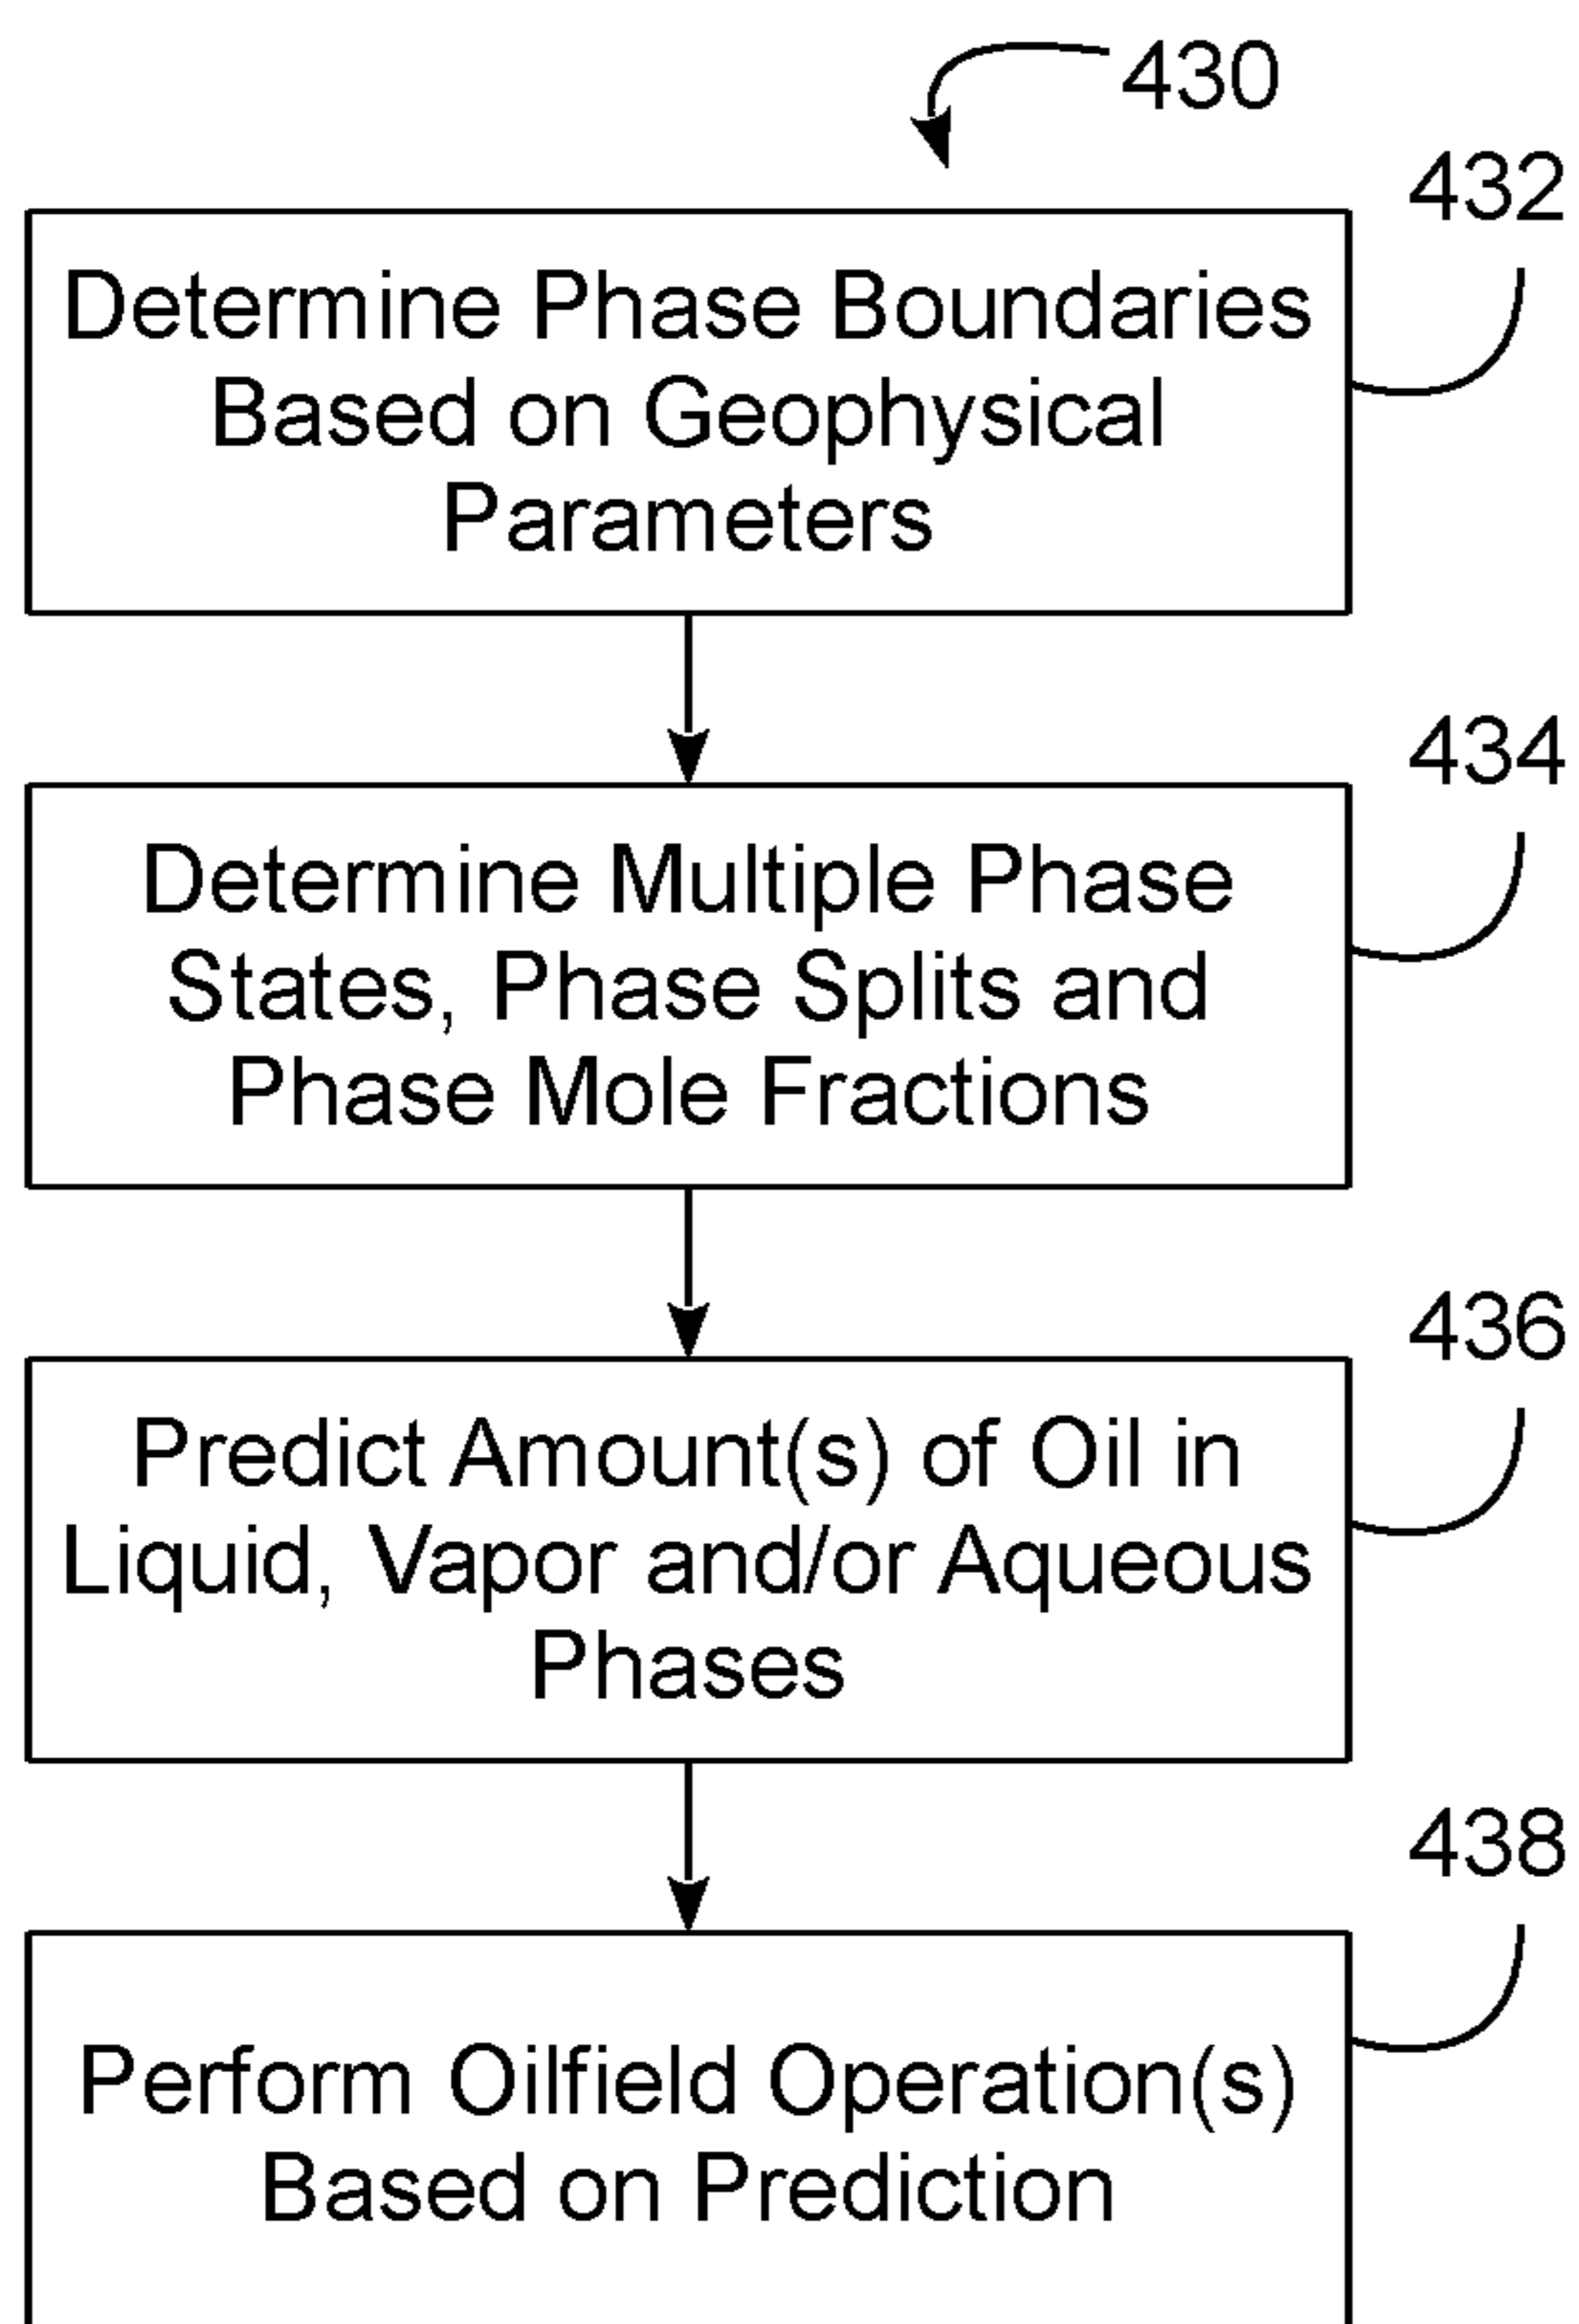 430
432
Determine Phase Boundaries
Based on Geophysical
Parameters
434
Determine Multiple Phase
States, Phase Splits and
Phase Mole Fractions
436
Predict Amount(s) of Oil in
Liquid, Vapor and/or Aqueous
Phases
438
Perform Oilfield Operation(s)
Based on Prediction